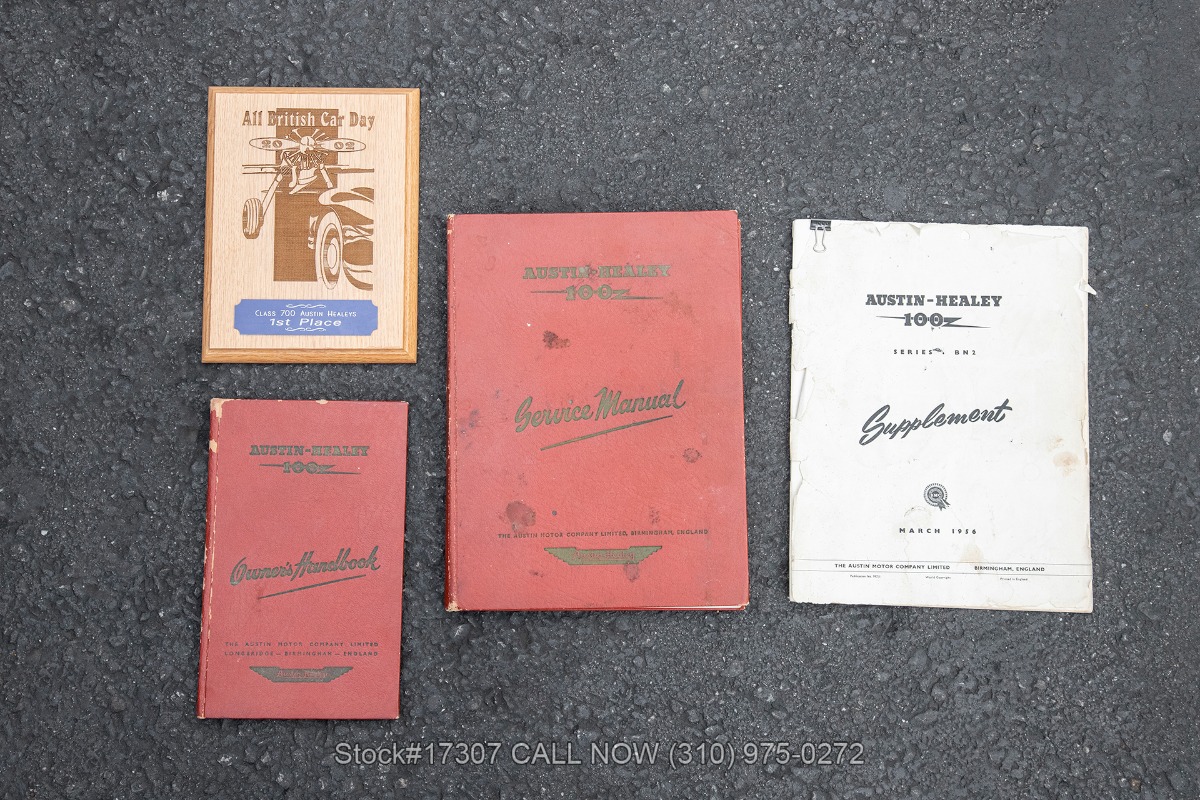 All British Car Day
20 02
CLASS 700 AUSTIN HEALEYS
1st Place
AUSTIN-HEALEY
100
Owner's Handbook
THE AUSTIN MOTOR COMPANY LIMITED
LONGBRIDGE — BIRMINGHAM — ENGLAND
AUSTIN-HEALEY
100
Service Manual
THE AUSTIN MOTOR COMPANY LIMITED, BIRMINGHAM, ENGLAND
AUSTIN-HEALEY
100
SERIES BN2
Supplement
MARCH 1956
THE AUSTIN MOTOR COMPANY LIMITED BIRMINGHAM, ENGLAND
Printed in England
Stock#17307 CALL NOW (310) 975-0272